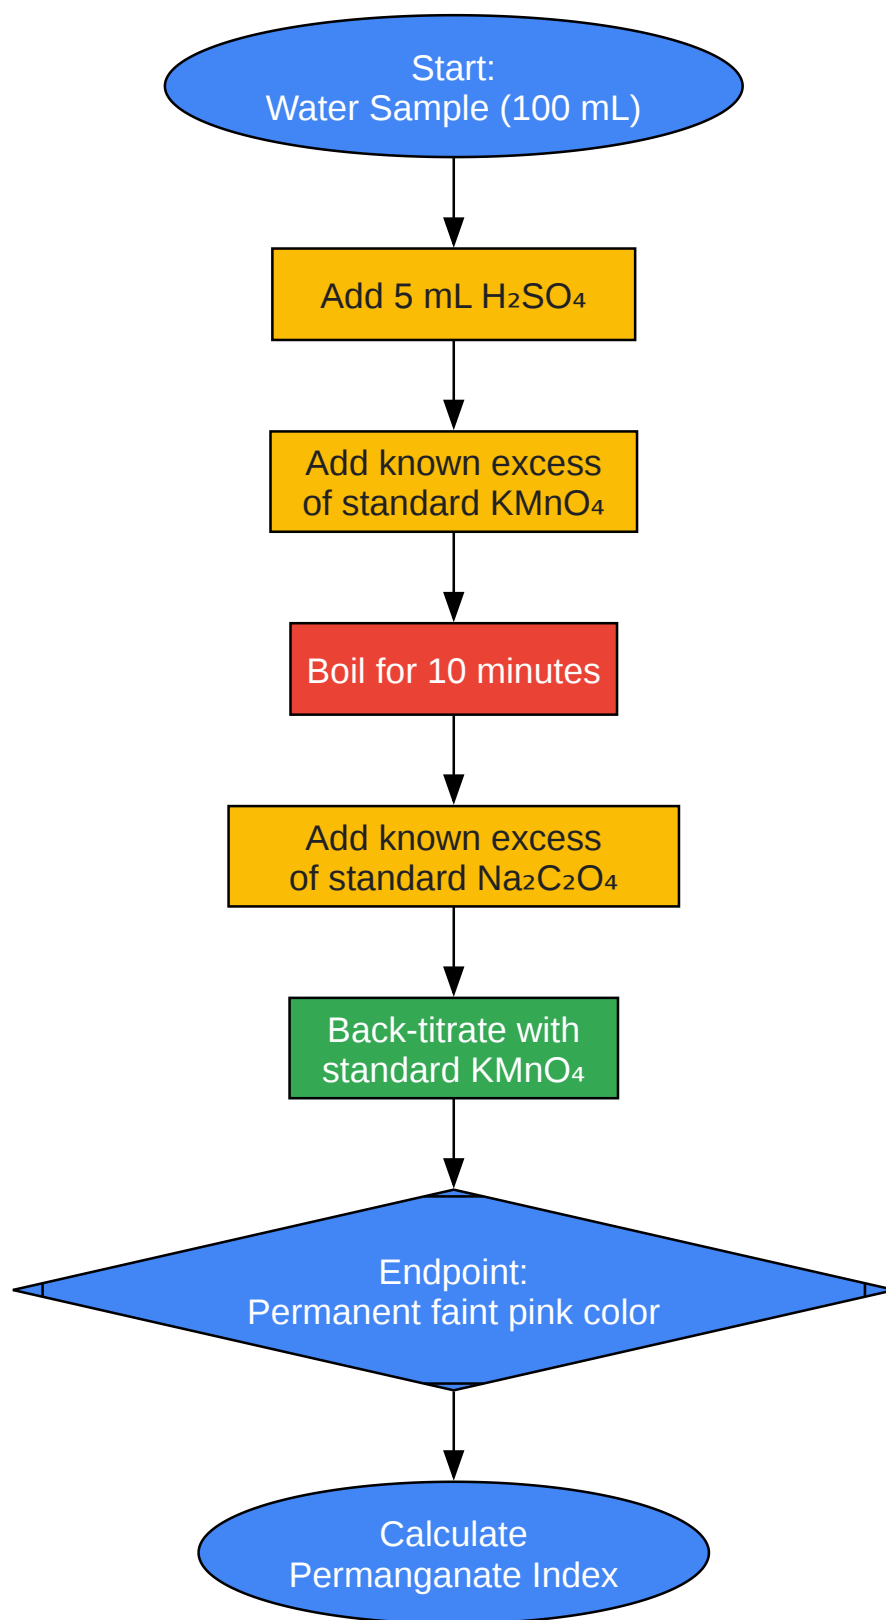 Start:
Water Sample (100 mL)
Add 5 mL H₂SO₄
Add known excess
of standard KMnO₄
Boil for 10 minutes
Add known excess
of standard Na₂C₂O₄
Back-titrate with
standard KMnO₄
Endpoint:
Permanent faint pink color
Calculate
Permanganate Index